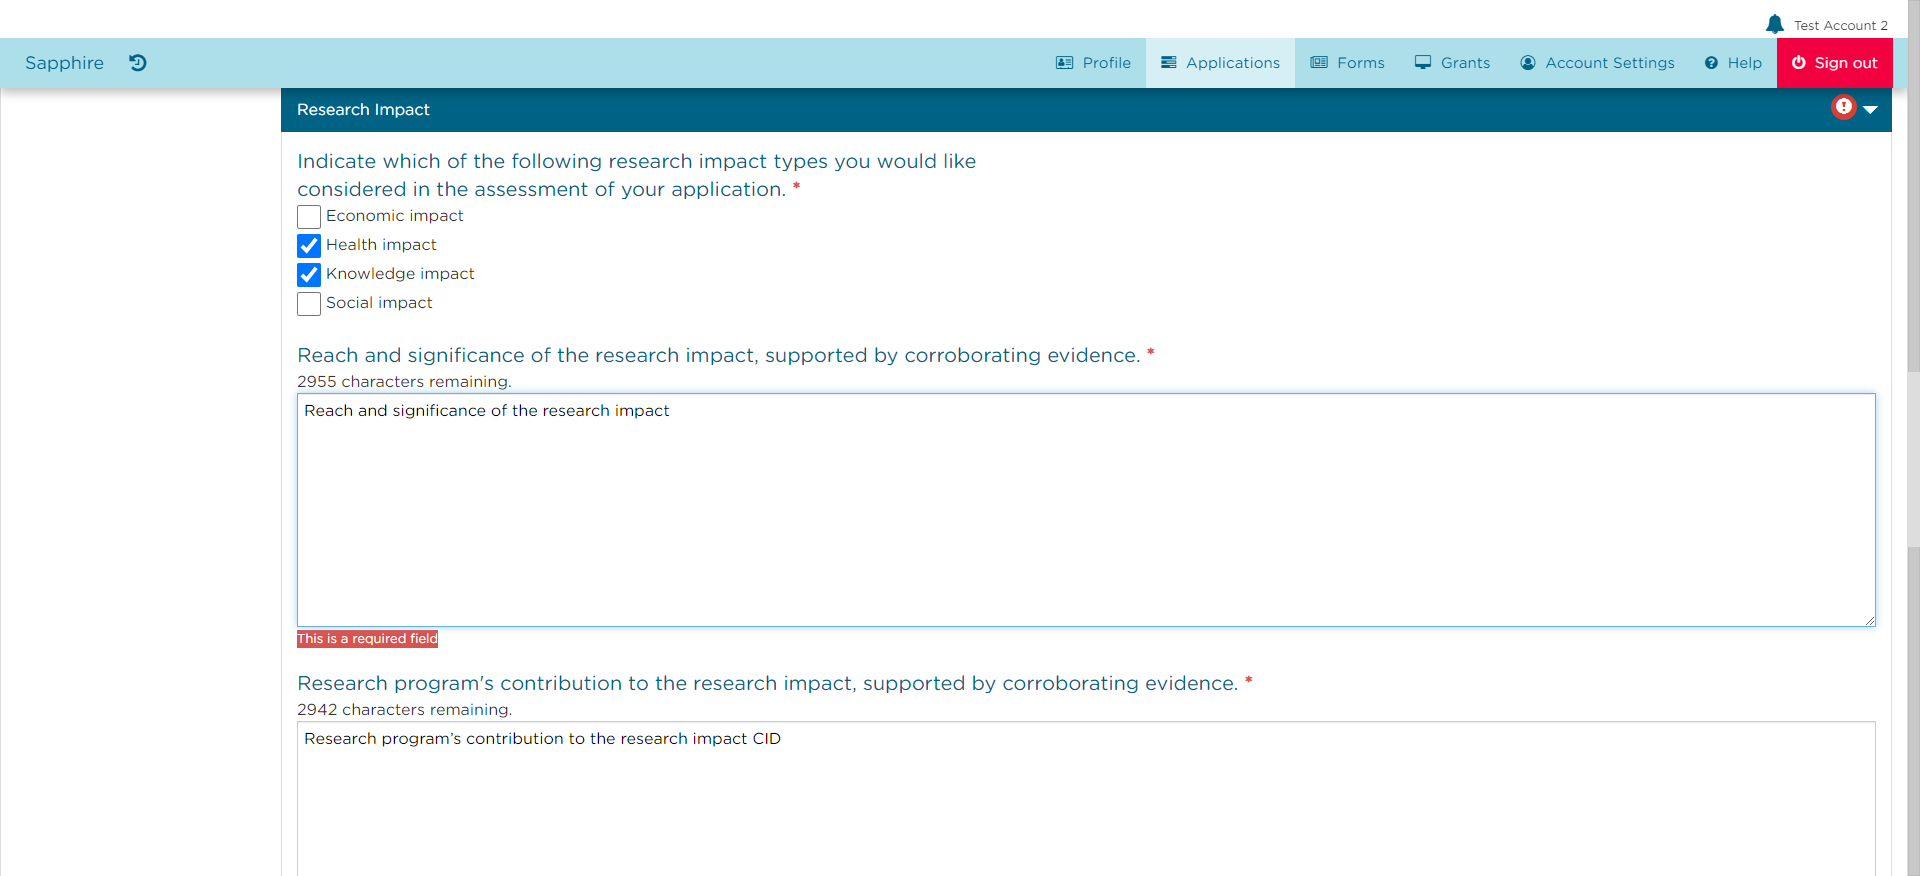 Test Account 2
Sapphire
Profile
Applications
Forms
Grants
Account Settings
Help
Sign out
Research Impact
Indicate which of the following research impact types you would like
considered in the assessment of your application. *
Economic impact
Health impact
Knowledge impact
Social impact
Reach and significance of the research impact, supported by corroborating evidence. *
2955 characters remaining.
Reach and significance of the research impact
This is a required field
Research program's contribution to the research impact, supported by corroborating evidence. *
2942 characters remaining.
Research program’s contribution to the research impact CID